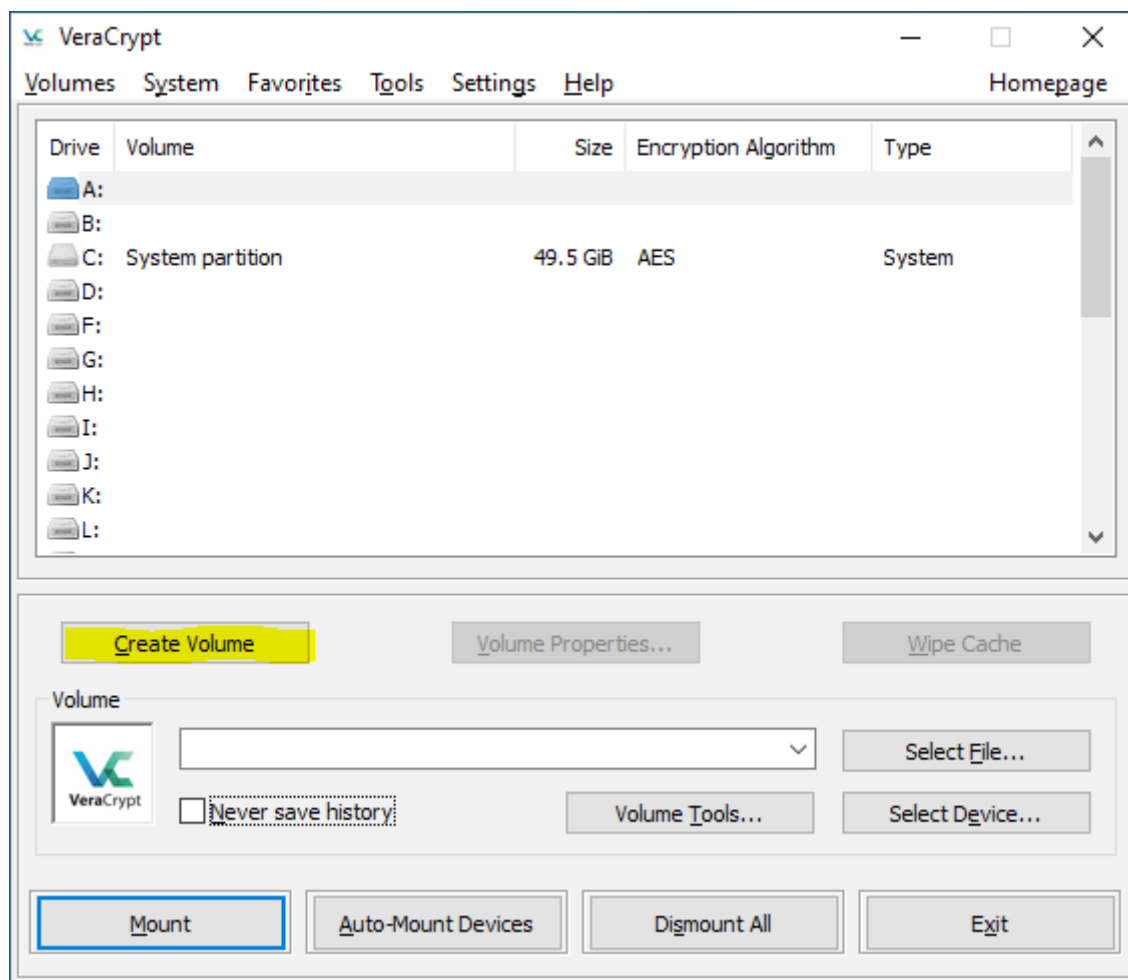 VeraCrypt
Volumes System Favorites Tools Settings Help Homepage
Drive Volume Size Encryption Algorithm Type
A:
B:
C: System partition 49.5 GiB AES System
D:
F:
G:
H:
I:
J:
K:
L:
Create Volume Volume Properties... Wipe Cache
Volume
Select File...
VeraCrypt
Never save history Volume Tools... Select Device...
Mount Auto-Mount Devices Dismount All Exit